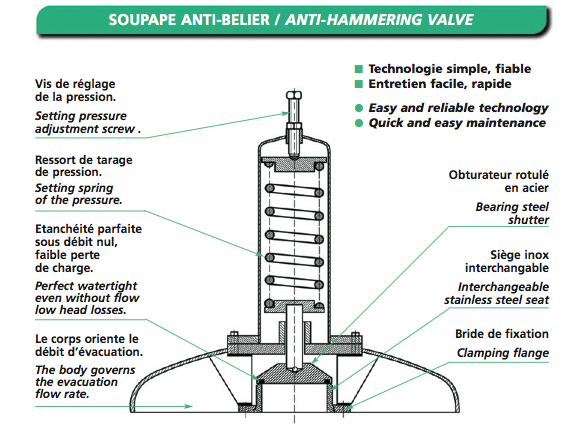 SOUPAPE ANTI-BELIER / ANTI-HAMMERING VALVE
Vis de réglage
de la pression.
Setting pressure
adjustment screw .
Ressort de tarage
de pression.
Setting spring
of the pressure.
Etanchéité parfaite
sous débit nul,
faible perte
de charge.
Perfect watertight
even without flow
low head losses.
Le corps oriente le
débit d'évacuation.
The body governs
the evacuation
flow rate.
Technologie simple, fiable
Entretien facile, rapide
Easy and reliable technology
Quick and easy maintenance
Obturateur rotulé
en acier
Bearing steel
shutter
Siège inox
interchangable
Interchangeable
stainless steel seat
Bride de fixation
Clamping flange